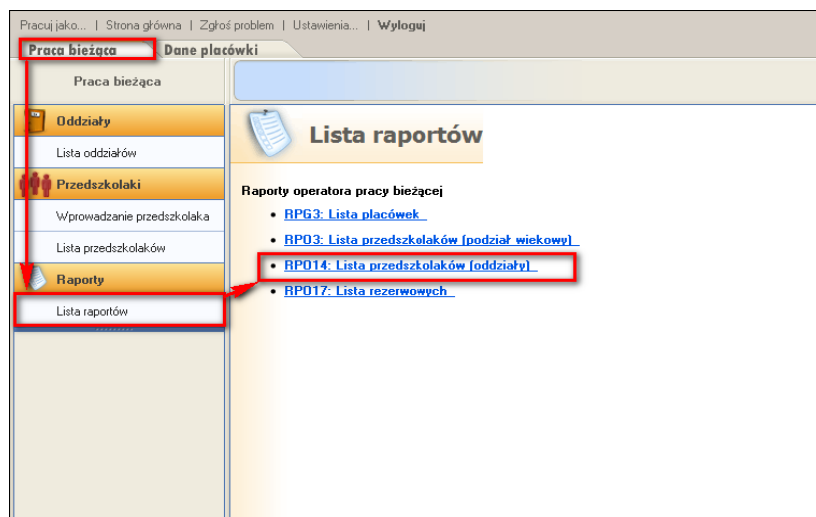 Pracuj jako... | Strona główna | Zgłoś problem | Ustawienia... | Wyloguj
Praca bieżąca Dane placówki
Praca bieżąca
Oddziały
Lista oddziałów
Przedszkolaki
Wprowadzanie przedszkolaka
Lista przedszkolaków
Raporty
Lista raportów
Lista raportów
Raporty operatora pracy bieżącej
• RPG3: Lista placówek
• RPO3: Lista przedszkolaków (podział wiekowy)
• RPO14: Lista przedszkolaków (oddziały)
• RPO17: Lista rezerwowych